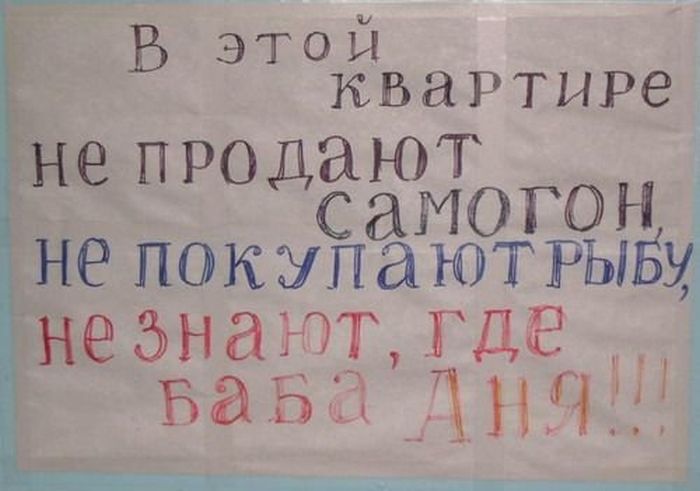 В этой
квартире
не продают
самогон,
не покупают рыбу,
не знают, где
баба Аня!!!